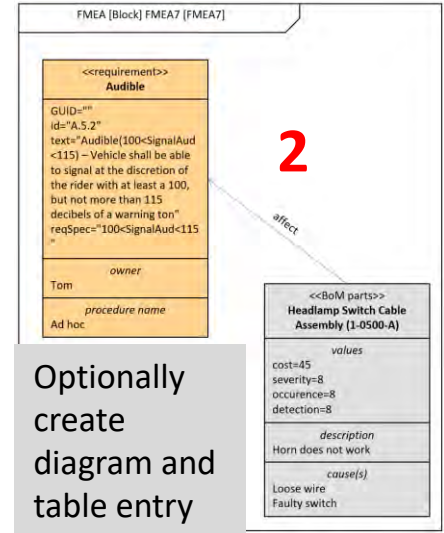 FMEA [Block] FMEA7 [FMEA7]
<<requirement>>
Audible
GUID=""
id="A.5.2"
text="Audible(100<SignalAud
<115) – Vehicle shall be able
to signal at the discretion of
the rider with at least a 100,
but not more than 115
decibels of a warning ton"
reqSpec="100<SignalAud<115
"
owner
Tom
procedure name
Ad hoc
2
affect
<<BoM parts>>
Headlamp Switch Cable
Assembly (1-0500-A)
values
cost=45
severity=8
occurence=8
detection=8
description
Horn does not work
cause(s)
Loose wire
Faulty switch
Optionally
create
diagram and
table entry